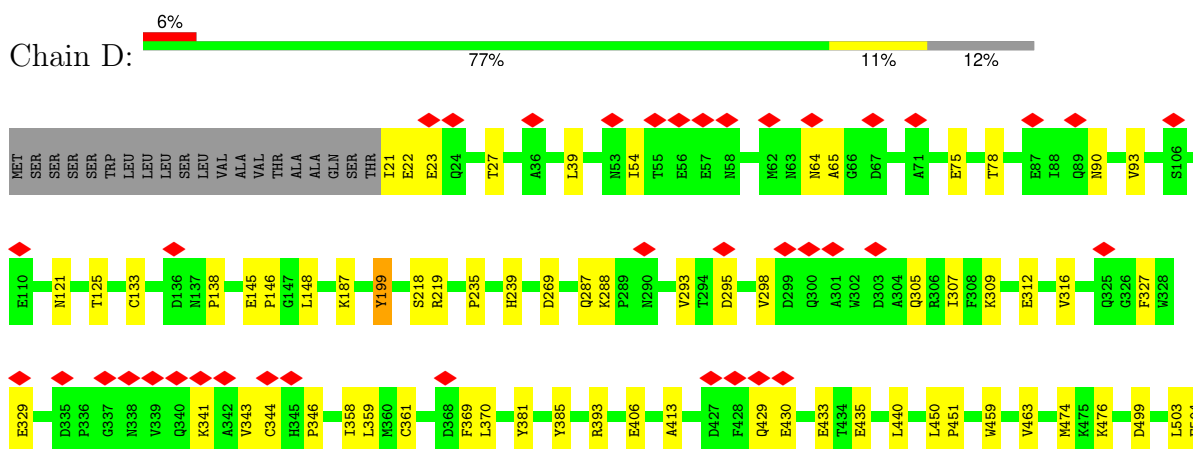 6%
Chain D:
77% 11% 12%
MET SER SER SER SER TRP LEU LEU LEU LEU SER LEU VAL ALA VAL THR ALA ALA GLN SER THR I21 E22 E23 Q24 T27 A36 L39 N53 I54 T55 E56 E57 N58 M62 N63 N64 A65 G66 D67 A71 E75 T78 E87 I88 Q89 N90 V93 S106
E110 N121 T125 C133 D136 N137 P138 E145 P146 G147 L148 K187 Y199 S218 R219 P235 H239 D269 Q287 K288 P289 N290 V293 T294 D295 V298 D299 Q300 A301 W302 D303 A304 Q305 R306 I307 F308 K309 E312 V316 Q325 G326 F327 W328
E329 D335 P336 G337 N338 V339 Q340 K341 A342 V343 C344 H345 P346 I358 L359 M360 C361 D368 F369 L370 Y381 Y385 R393 E406 A413 D427 F428 Q429 E430 E433 T434 E435 L440 L450 P451 W459 V463 M474 K475 K476 D499 L503